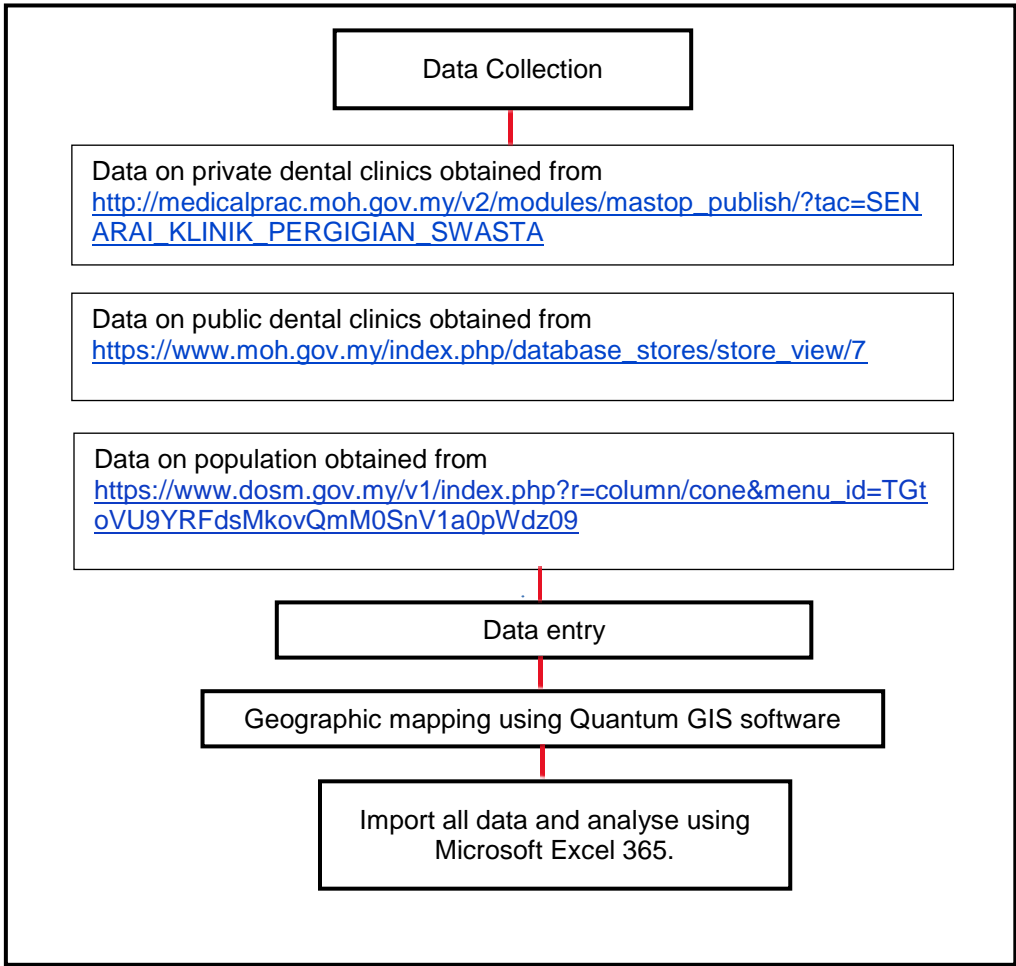 Data Collection
Data on private dental clinics obtained from
http://medicalprac.moh.gov.my/v2/modules/mastop_publish/?tac=SEN
ARAI_KLINIK_PERGIGIAN_SWASTA
Data on public dental clinics obtained from
https://www.moh.gov.my/index.php/database_stores/store_view/7
Data on population obtained from
https://www.dosm.gov.my/v1/index.php?r=column/cone&menu_id=TGt
oVU9YRFdsMkovQmM0SnV1a0pWdz09
Data entry
Geographic mapping using Quantum GIS software
Import all data and analyse using
Microsoft Excel 365.